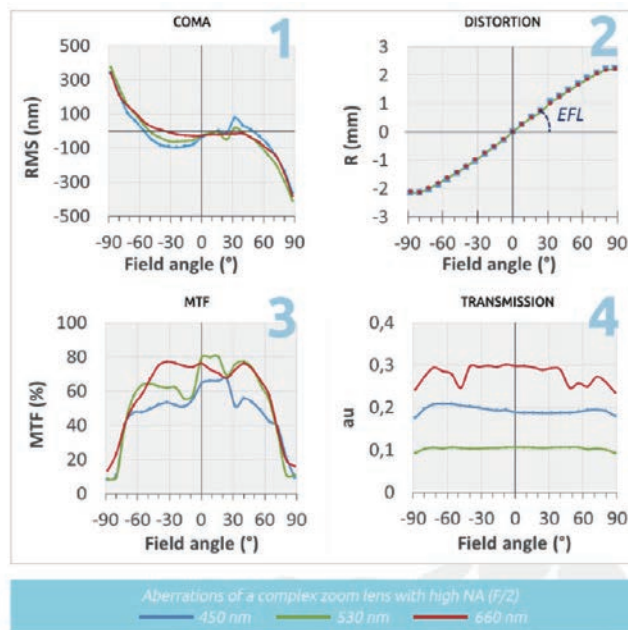 COMA
1
500
300
100
-100
-300
-500
RMS (nm)
-90 -60 -30 0 30 60 90
Field angle (°)
DISTORTION
2
3
2
1
0
-1
-2
-3
R (mm)
EFL
-90 -60 -30 0 30 60 90
Field angle (°)
MTF
3
100
80
60
40
20
0
MTF (%)
-90 -60 -30 0 30 60 90
Field angle (°)
TRANSMISSION
4
0,4
0,3
0,2
0,1
0
au
-90 -60 -30 0 30 60 90
Field angle (°)
Aberrations of a complex zoom lens with high NA (F/2)
450 nm 530 nm 660 nm